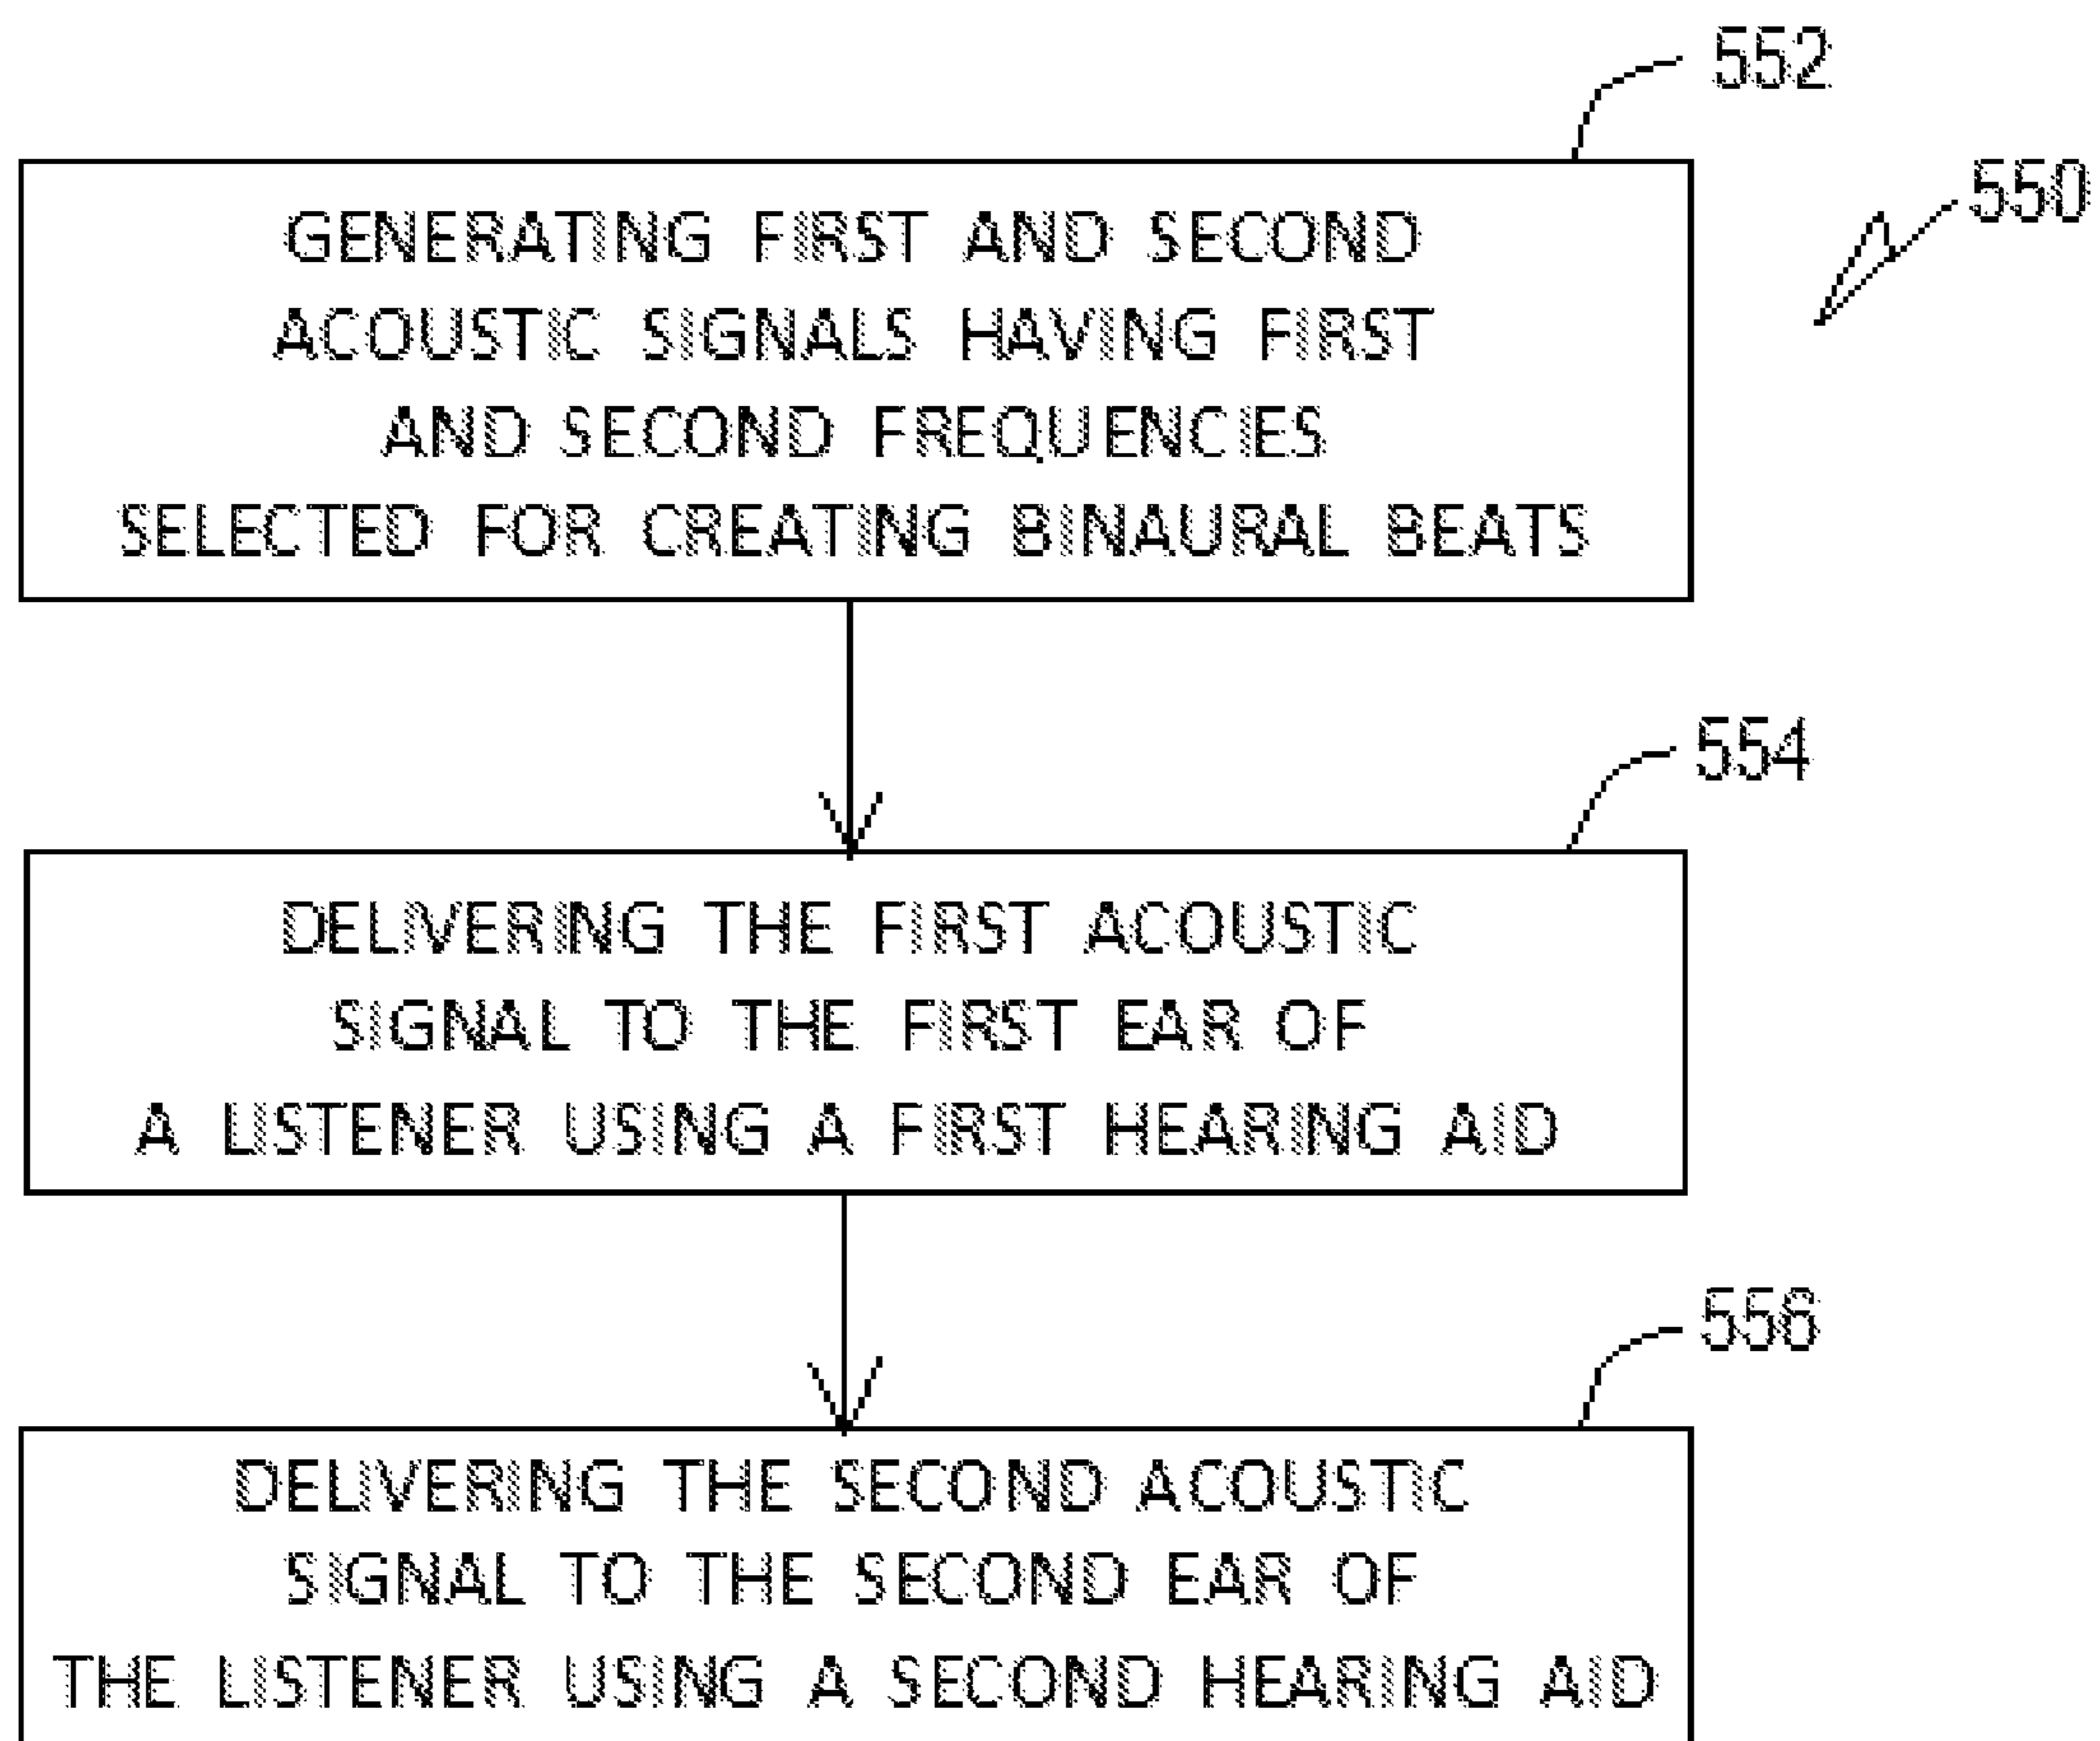 552
550
GENERATING FIRST AND SECOND
ACOUSTIC SIGNALS HAVING FIRST
AND SECOND FREQUENCIES
SELECTED FOR CREATING BINAURAL BEATS
554
DELIVERING THE FIRST ACOUSTIC
SIGNAL TO THE FIRST EAR OF
A LISTENER USING A FIRST HEARING AID
556
DELIVERING THE SECOND ACOUSTIC
SIGNAL TO THE SECOND EAR OF
THE LISTENER USING A SECOND HEARING AID